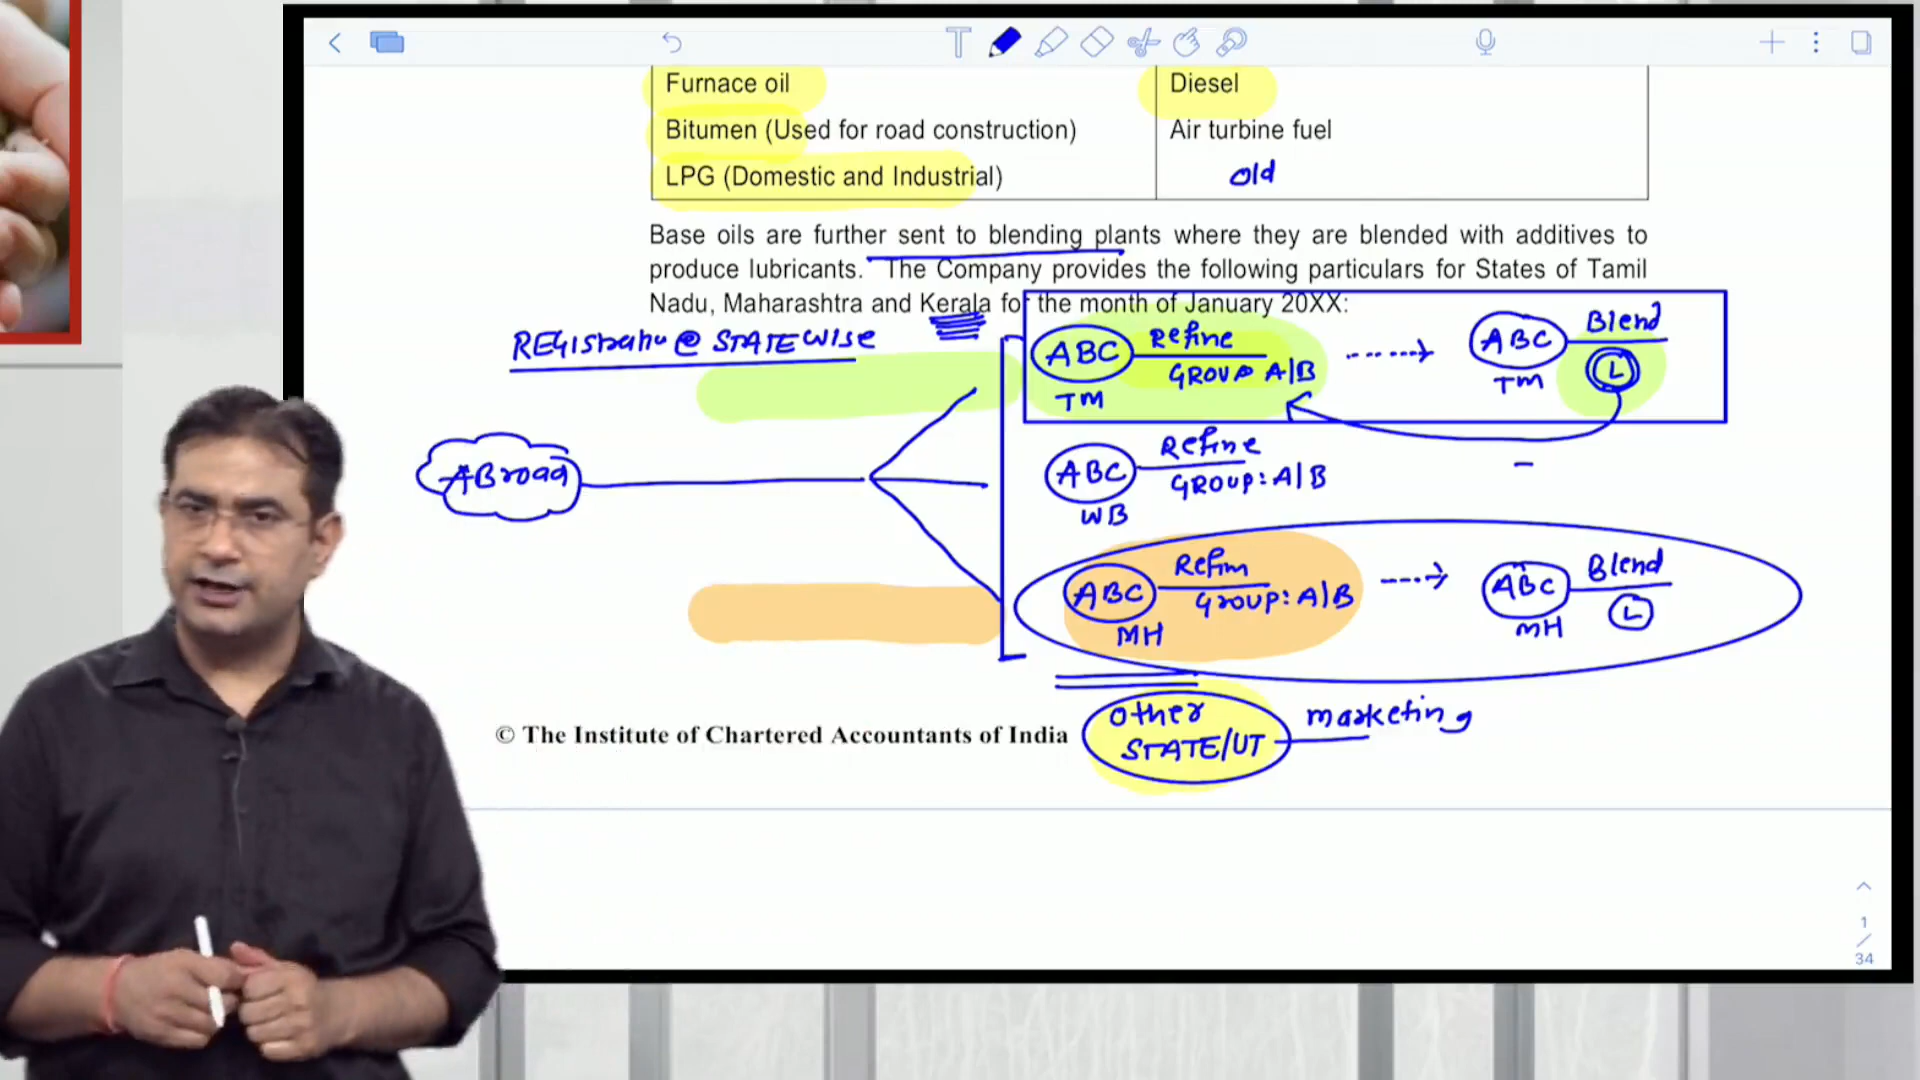 Furnace oil
Diesel
Bitumen (Used for road construction)
Air turbine fuel
LPG (Domestic and Industrial)
old
Base oils are further sent to blending plants where they are blended with additives to
produce lubricants. The Company provides the following particulars for States of Tamil
Nadu, Maharashtra and Kerala for the month of January 20XX:
@ STATEWISE
ABC Refine
GROUP A|B
TM
ABC Blend
L
TM
ABroad
ABC Refine
GROUP: A|B
WB
ABC
Group: A|B
MH
ABC Blend
L
MH
other
STATE/UT
marketing
© The Institute of Chartered Accountants of India
1
/
34